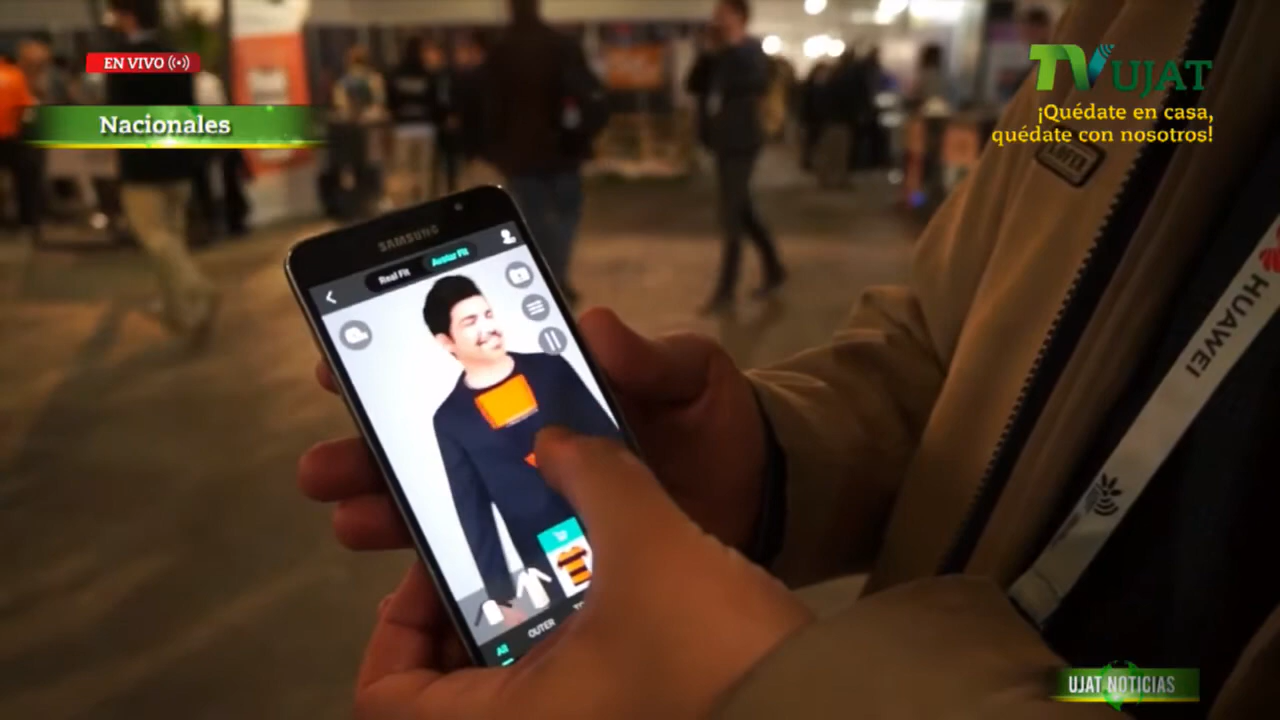 EN VIVO
Nacionales
TV UJAT
¡Quédate en casa,
quédate con nosotros!
SAMSUNG
Real Fit
Avatar Fit
All
OUTER
HUAWEI
UJAT NOTICIAS